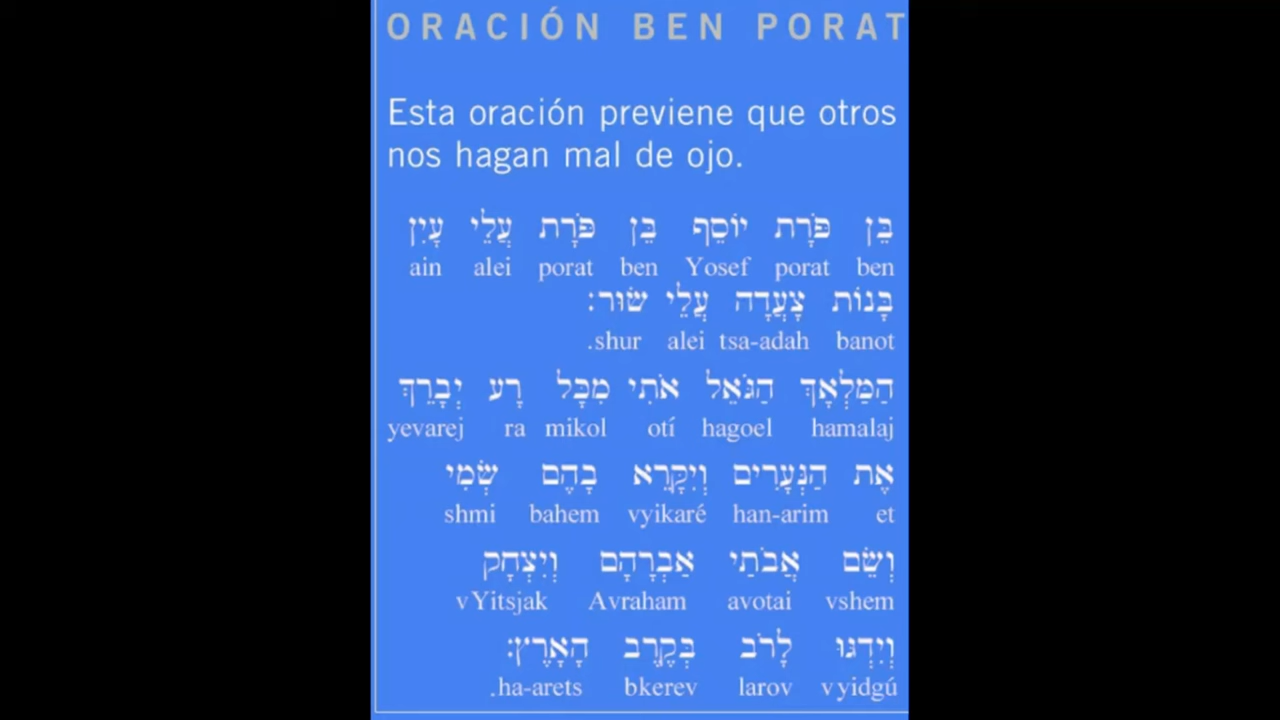 ORACIÓN BEN PORAT
Esta oración previene que otros
nos hagan mal de ojo.
בֵּן פֹּרָת יוֹסֵף בֵּן פֹּרָת עֲלֵי עָיִן
ain alei porat ben Yosef porat ben
בָּנוֹת צָעֲדָה עֲלֵי שׂוּר:
.shur alei tsa-adah banot
הַמַּלְאָךְ הַגֹּאֵל אֹתִי מִכָּל רָע יְבָרֵךְ
yevarej ra mikol otí hagoel hamalaj
אֶת הַנְּעָרִים וְיִקָּרֵא בָהֶם שְׁמִי
shmi bahem vyikaré han-arim et
וְשֵׁם אֲבֹתַי אַבְרָהָם וְיִצְחָק
vYitsjak Avraham avotai vshem
וְיִדְגּוּ לָרֹב בְּקֶרֶב הָאָרֶץ:
.ha-arets bkerev larov vyidgú